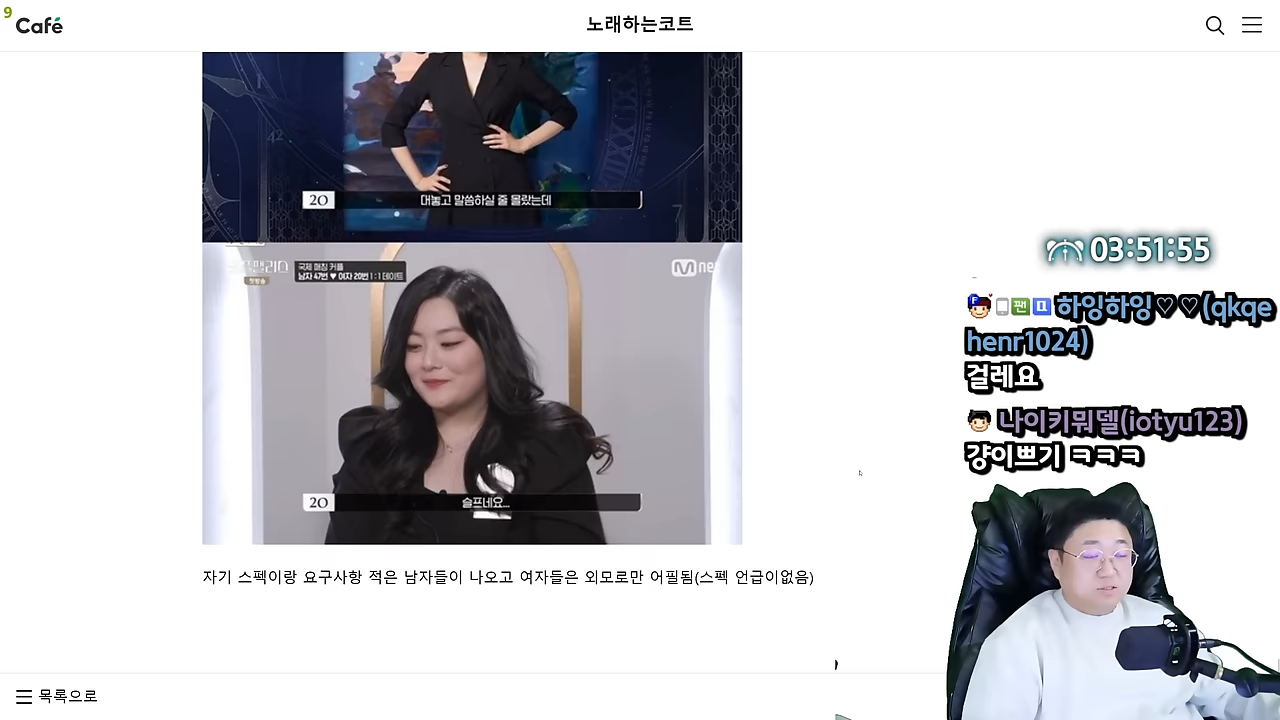 9
Café
노래하는코트
20 대놓고 말씀하실 줄 몰랐는데
국제 매칭 커플
남자 47번 ♥ 여자 20번 1:1 데이트
20 슬프네요...
자기 스펙이랑 요구사항 적은 남자들이 나오고 여자들은 외모로만 어필됨(스펙 언급이없음)
목록으로
03:51:55
팬
하잉하잉♡♡(qkqe
henr1024)
걸레요
나이키뭐델(iotyu123)
걍이쁘기 ㅋㅋㅋ